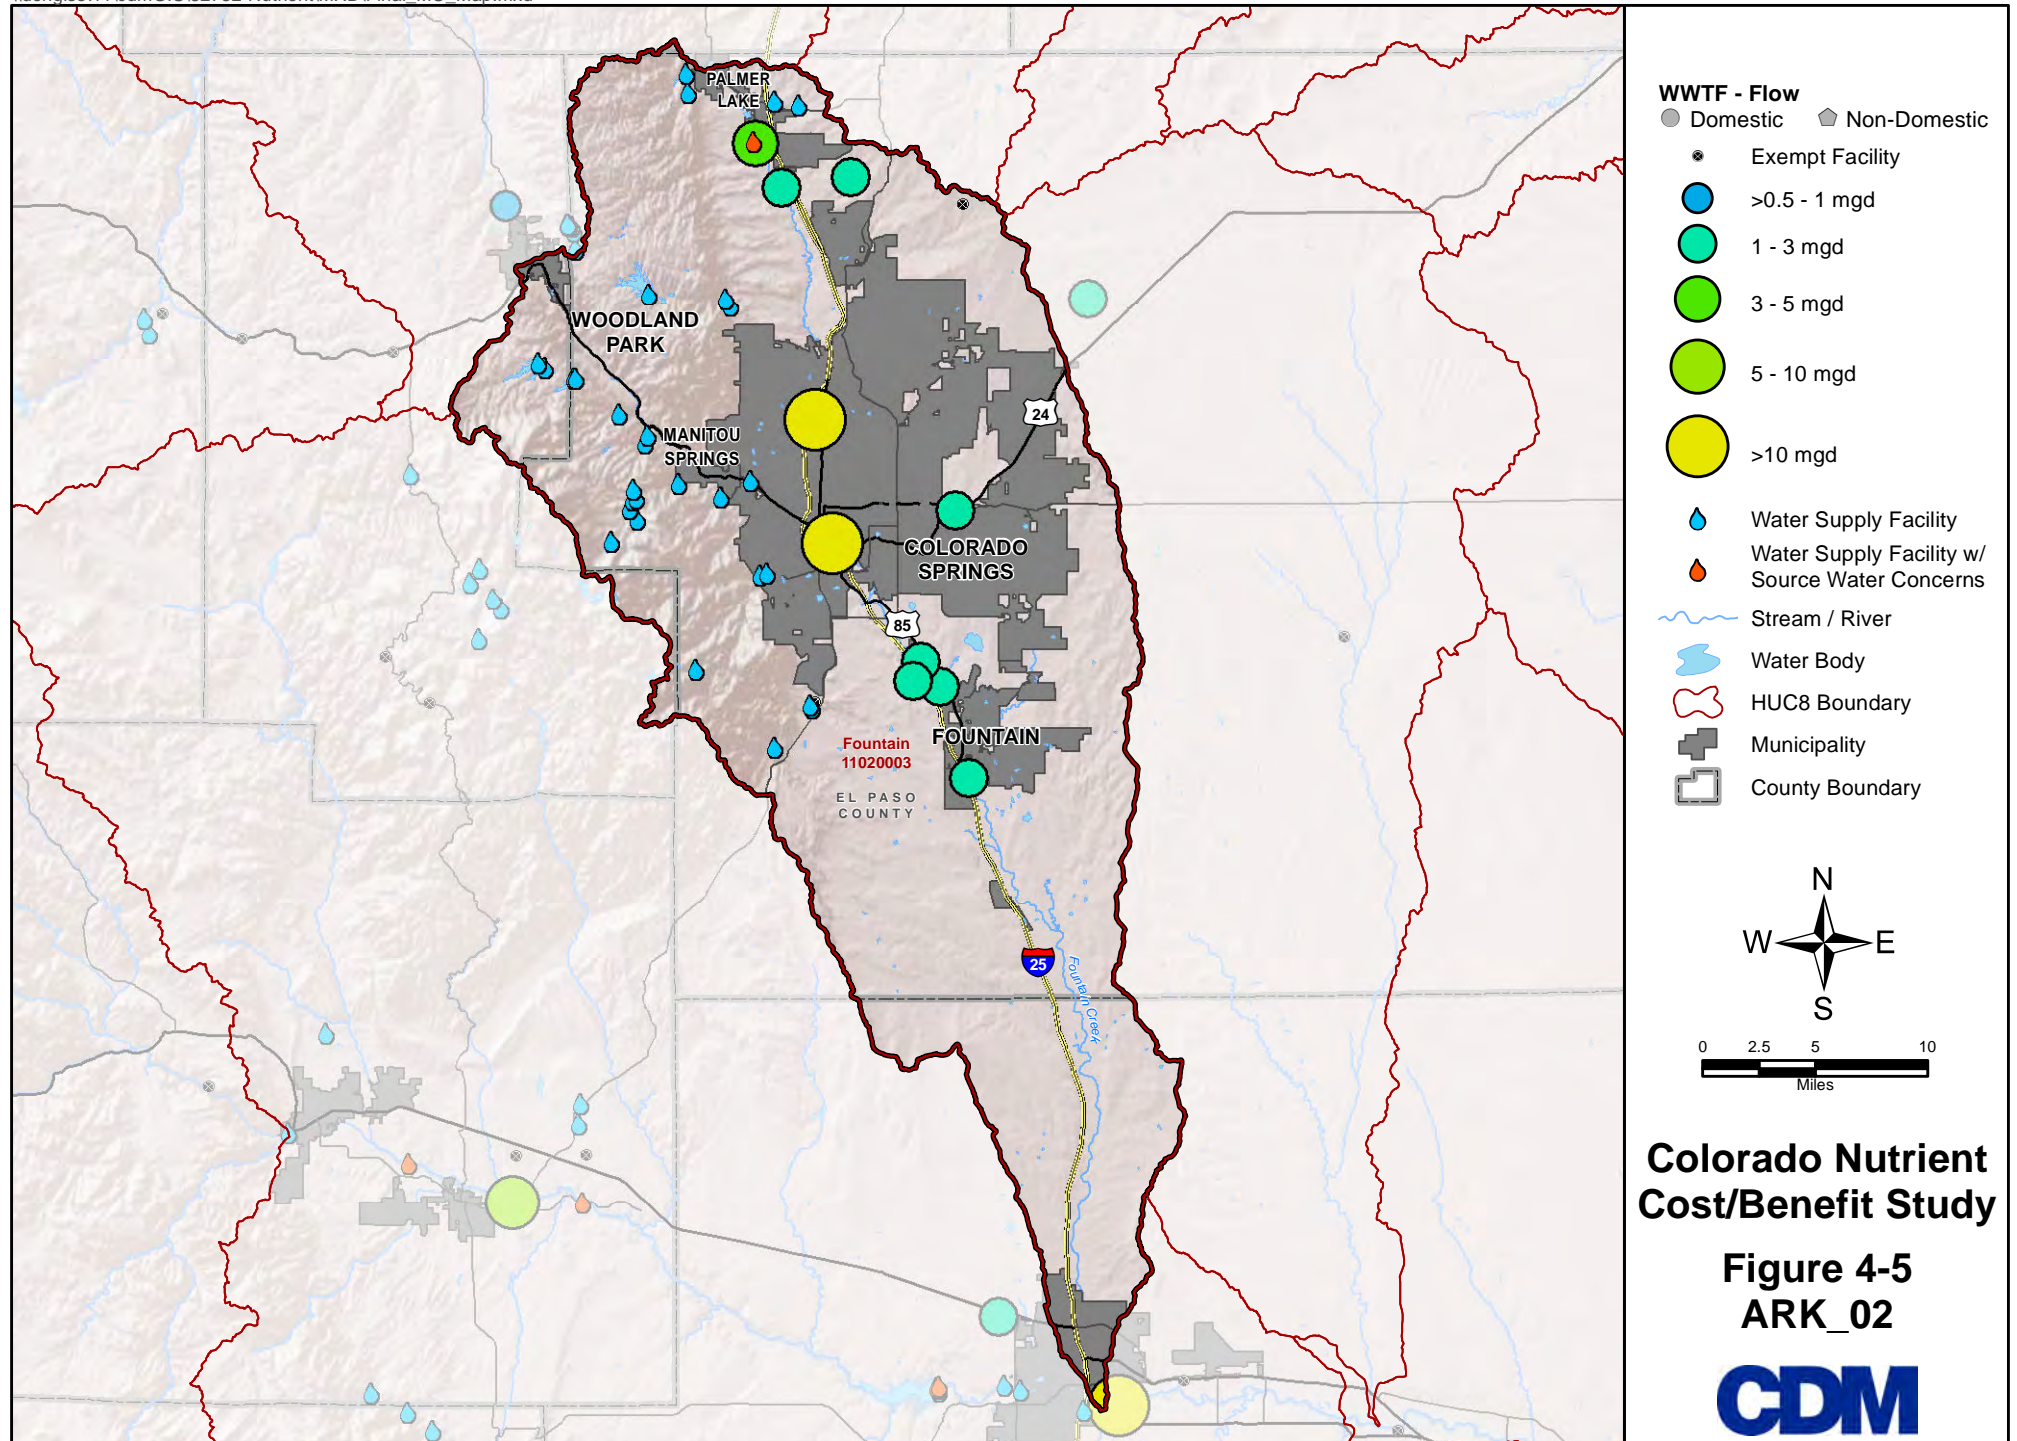 PALMER
LAKE
WOODLAND
PARK
MANITOU
SPRINGS
24
COLORADO
SPRINGS
85
FOUNTAIN
Fountain
11020003
EL PASO
COUNTY
25
Fountain Creek
WWTF - Flow
Domestic
Non-Domestic
Exempt Facility
>0.5 - 1 mgd
1 - 3 mgd
3 - 5 mgd
5 - 10 mgd
>10 mgd
Water Supply Facility
Water Supply Facility w/
Source Water Concerns
Stream / River
Water Body
HUC8 Boundary
Municipality
County Boundary
N
W
E
S
0 2.5 5 10
Miles
Colorado Nutrient
Cost/Benefit Study
Figure 4-5
ARK_02
CDM